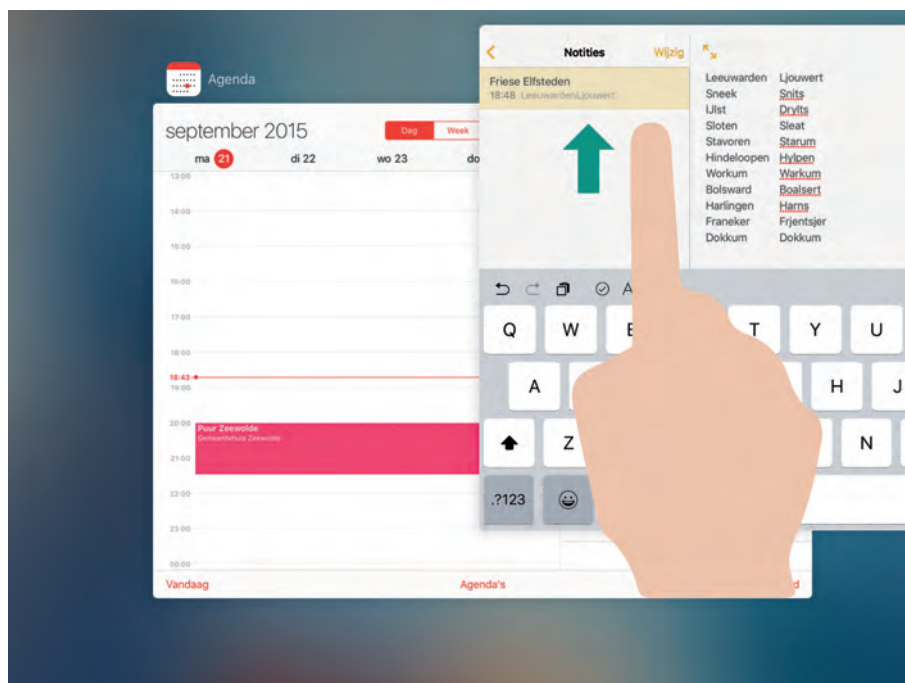 Agenda
september 2015
Dag
Week
ma 21
di 22
wo 23
do
13:00
14:00
15:00
16:00
17:00
18:00
18:43
19:00
20:00
Puur Zeewolde
Gemeentehuis Zeewolde
21:00
22:00
23:00
00:00
Vandaag
Agenda's
d
Notities
Wijzig
Friese Elfsteden
18:48 LeeuwardenLjouwert
Leeuwarden Ljouwert
Sneek Snits
IJlst Drylts
Sloten Sleat
Stavoren Starum
Hindeloopen Hylpen
Workum Warkum
Bolsward Boalsert
Harlingen Harns
Franeker Frjentsjer
Dokkum Dokkum
A
Q W E T Y U
A H J
Z N
.?123